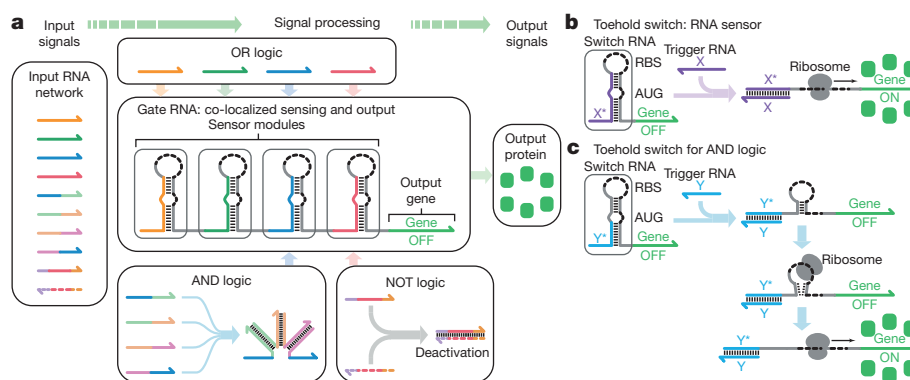 a
Input
signals
Signal processing
Output
signals
Input RNA
network
OR logic
Gate RNA: co-localized sensing and output
Sensor modules
Output
gene
Gene
OFF
Output
protein
AND logic
NOT logic
Deactivation
b
Toehold switch: RNA sensor
Switch RNA
RBS
AUG
X*
Gene
OFF
Trigger RNA
X
Ribosome
X*
X
Gene
ON
c
Toehold switch for AND logic
Switch RNA
RBS
AUG
Y*
Gene
OFF
Trigger RNA
Y
Y*
Y
Gene
OFF
Ribosome
Y*
Y
Gene
OFF
Y*
Y
Gene
ON